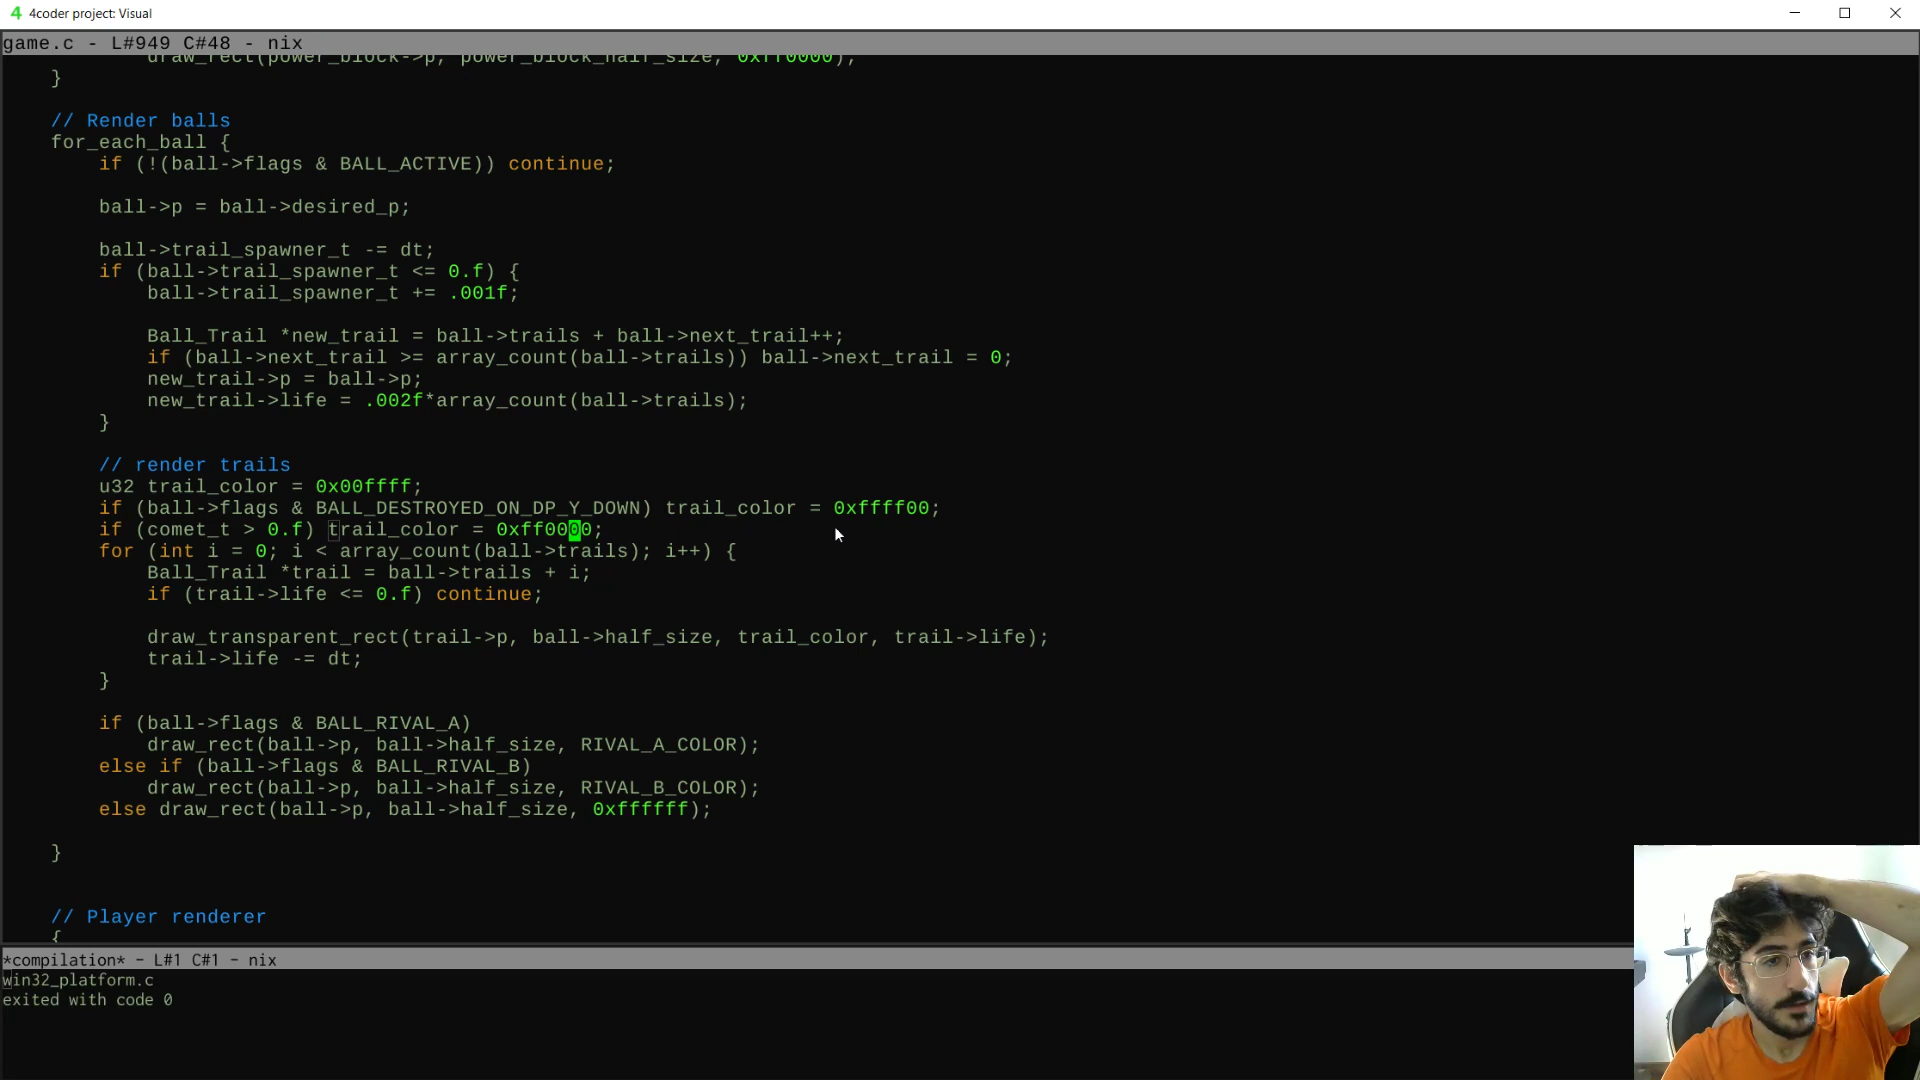 4 4coder project: Visual
game.c - L#949 C#48 - nix
draw_rect(power_block->p, power_block_half_size, 0xff0000);
}
// Render balls
for_each_ball {
if (!(ball->flags & BALL_ACTIVE)) continue;
ball->p = ball->desired_p;
ball->trail_spawner_t -= dt;
if (ball->trail_spawner_t <= 0.f) {
ball->trail_spawner_t += .001f;
Ball_Trail *new_trail = ball->trails + ball->next_trail++;
if (ball->next_trail >= array_count(ball->trails)) ball->next_trail = 0;
new_trail->p = ball->p;
new_trail->life = .002f*array_count(ball->trails);
}
// render trails
u32 trail_color = 0x00ffff;
if (ball->flags & BALL_DESTROYED_ON_DP_Y_DOWN) trail_color = 0xffff00;
if (comet_t > 0.f) trail_color = 0xff0000;
for (int i = 0; i < array_count(ball->trails); i++) {
Ball_Trail *trail = ball->trails + i;
if (trail->life <= 0.f) continue;
draw_transparent_rect(trail->p, ball->half_size, trail_color, trail->life);
trail->life -= dt;
}
if (ball->flags & BALL_RIVAL_A)
draw_rect(ball->p, ball->half_size, RIVAL_A_COLOR);
else if (ball->flags & BALL_RIVAL_B)
draw_rect(ball->p, ball->half_size, RIVAL_B_COLOR);
else draw_rect(ball->p, ball->half_size, 0xffffff);
}
// Player renderer
{
*compilation* - L#1 C#1 - nix
win32_platform.c
exited with code 0